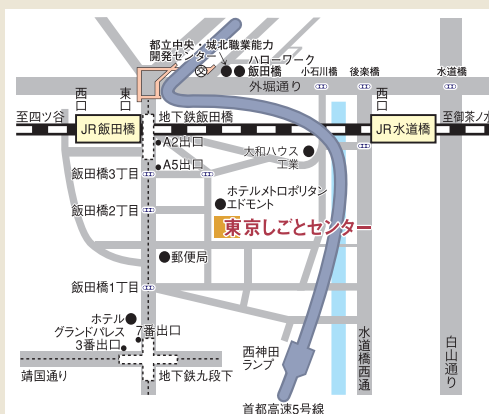 都立中央・城北職業能力
開発センター
ハローワーク
飯田橋
小石川橋
後楽橋
水道橋
外堀通り
西口
東口
西口
至四ツ谷
地下鉄飯田橋
至御茶ノ水
JR飯田橋
JR水道橋
A2出口
大和ハウス
工業
A5出口
飯田橋3丁目
ホテルメトロポリタン
エドモント
飯田橋2丁目
東京しごとセンター
郵便局
飯田橋1丁目
ホテル
グランドパレス
7番出口
3番出口
西神田
ランプ
水道橋西通り
白山通り
靖国通り
地下鉄九段下
首都高速5号線